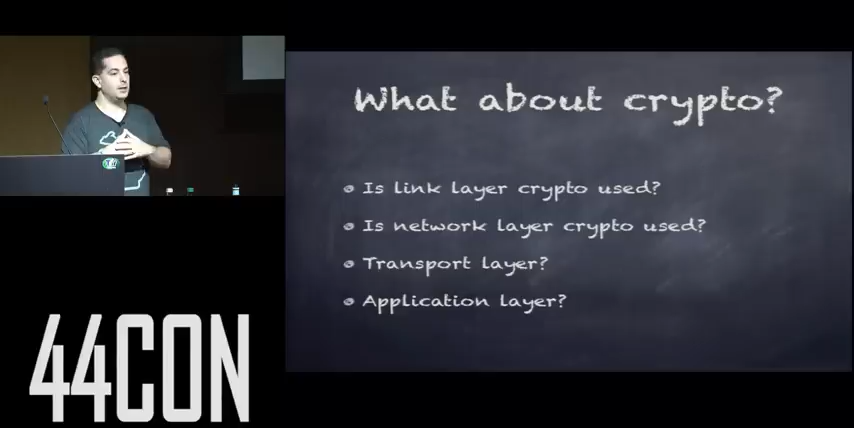 What about crypto?
Is link layer crypto used?
Is network layer crypto used?
Transport layer?
Application layer?
44CON